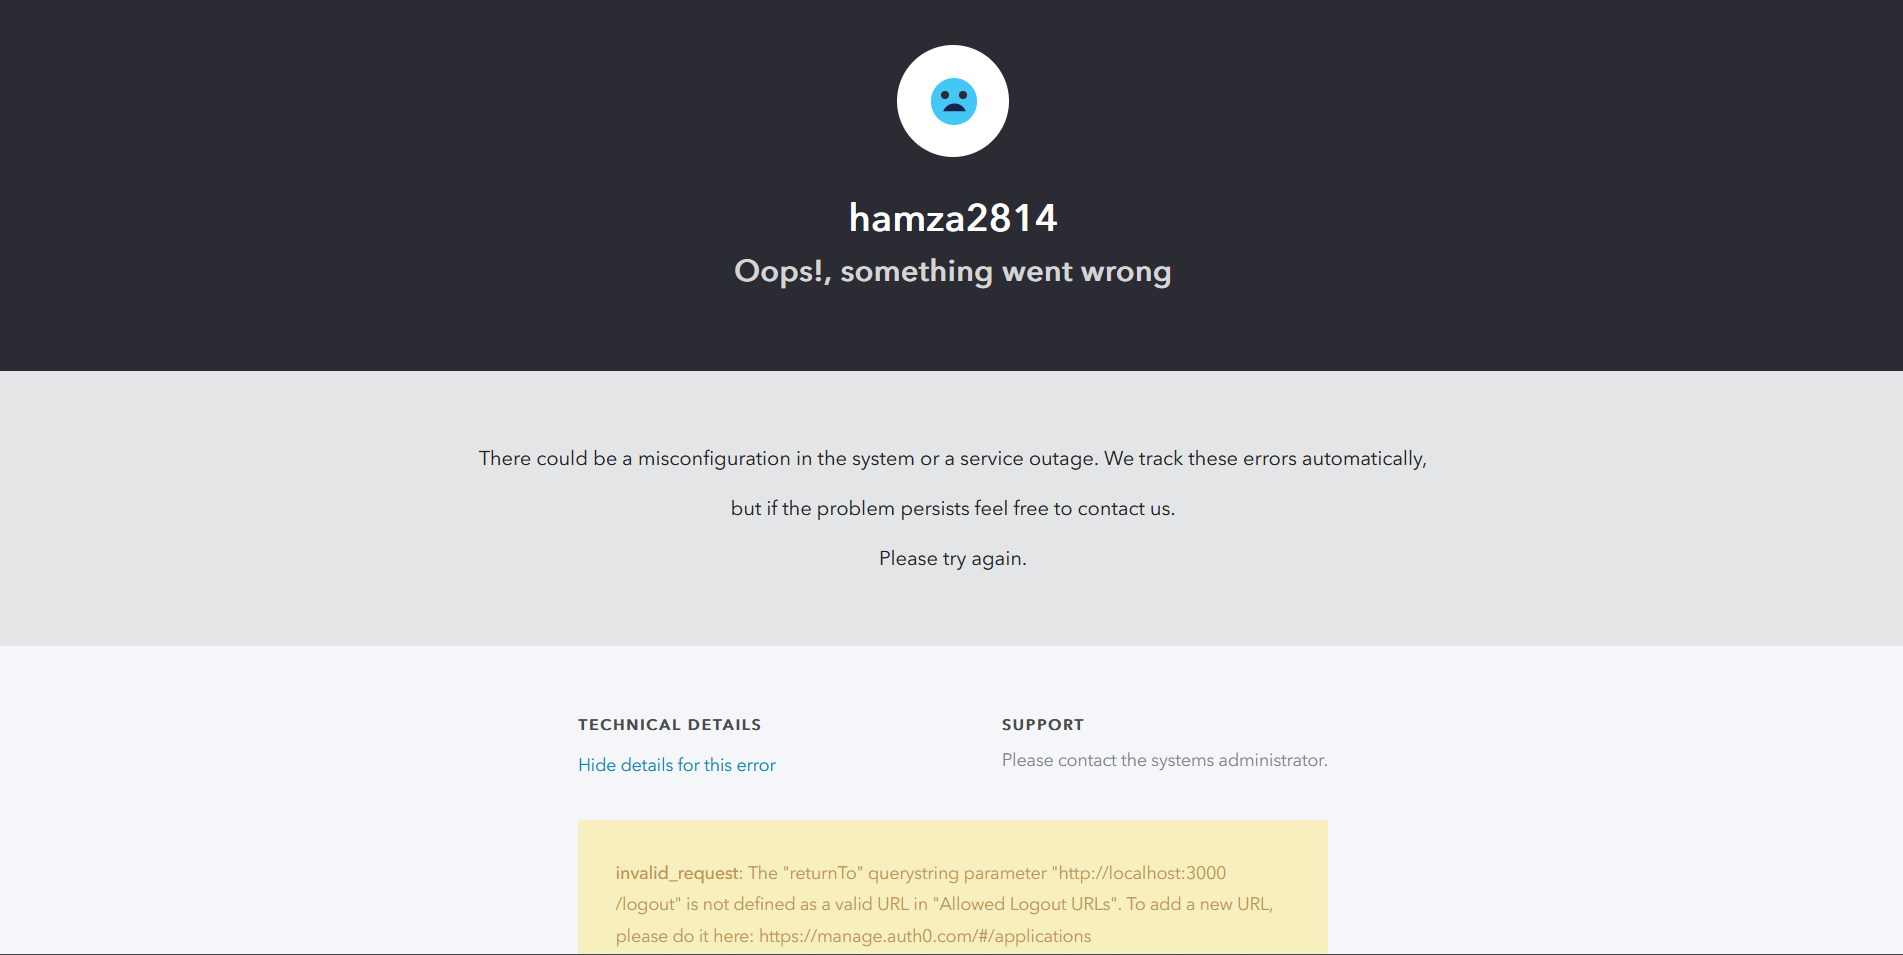 hamza2814
Oops!, something went wrong
There could be a misconfiguration in the system or a service outage. We track these errors automatically,
but if the problem persists feel free to contact us.
Please try again.
TECHNICAL DETAILS
Hide details for this error
SUPPORT
Please contact the systems administrator.
invalid_request: The "returnTo" querystring parameter "http://localhost:3000
/logout" is not defined as a valid URL in "Allowed Logout URLs". To add a new URL,
please do it here: https://manage.auth0.com/#/applications